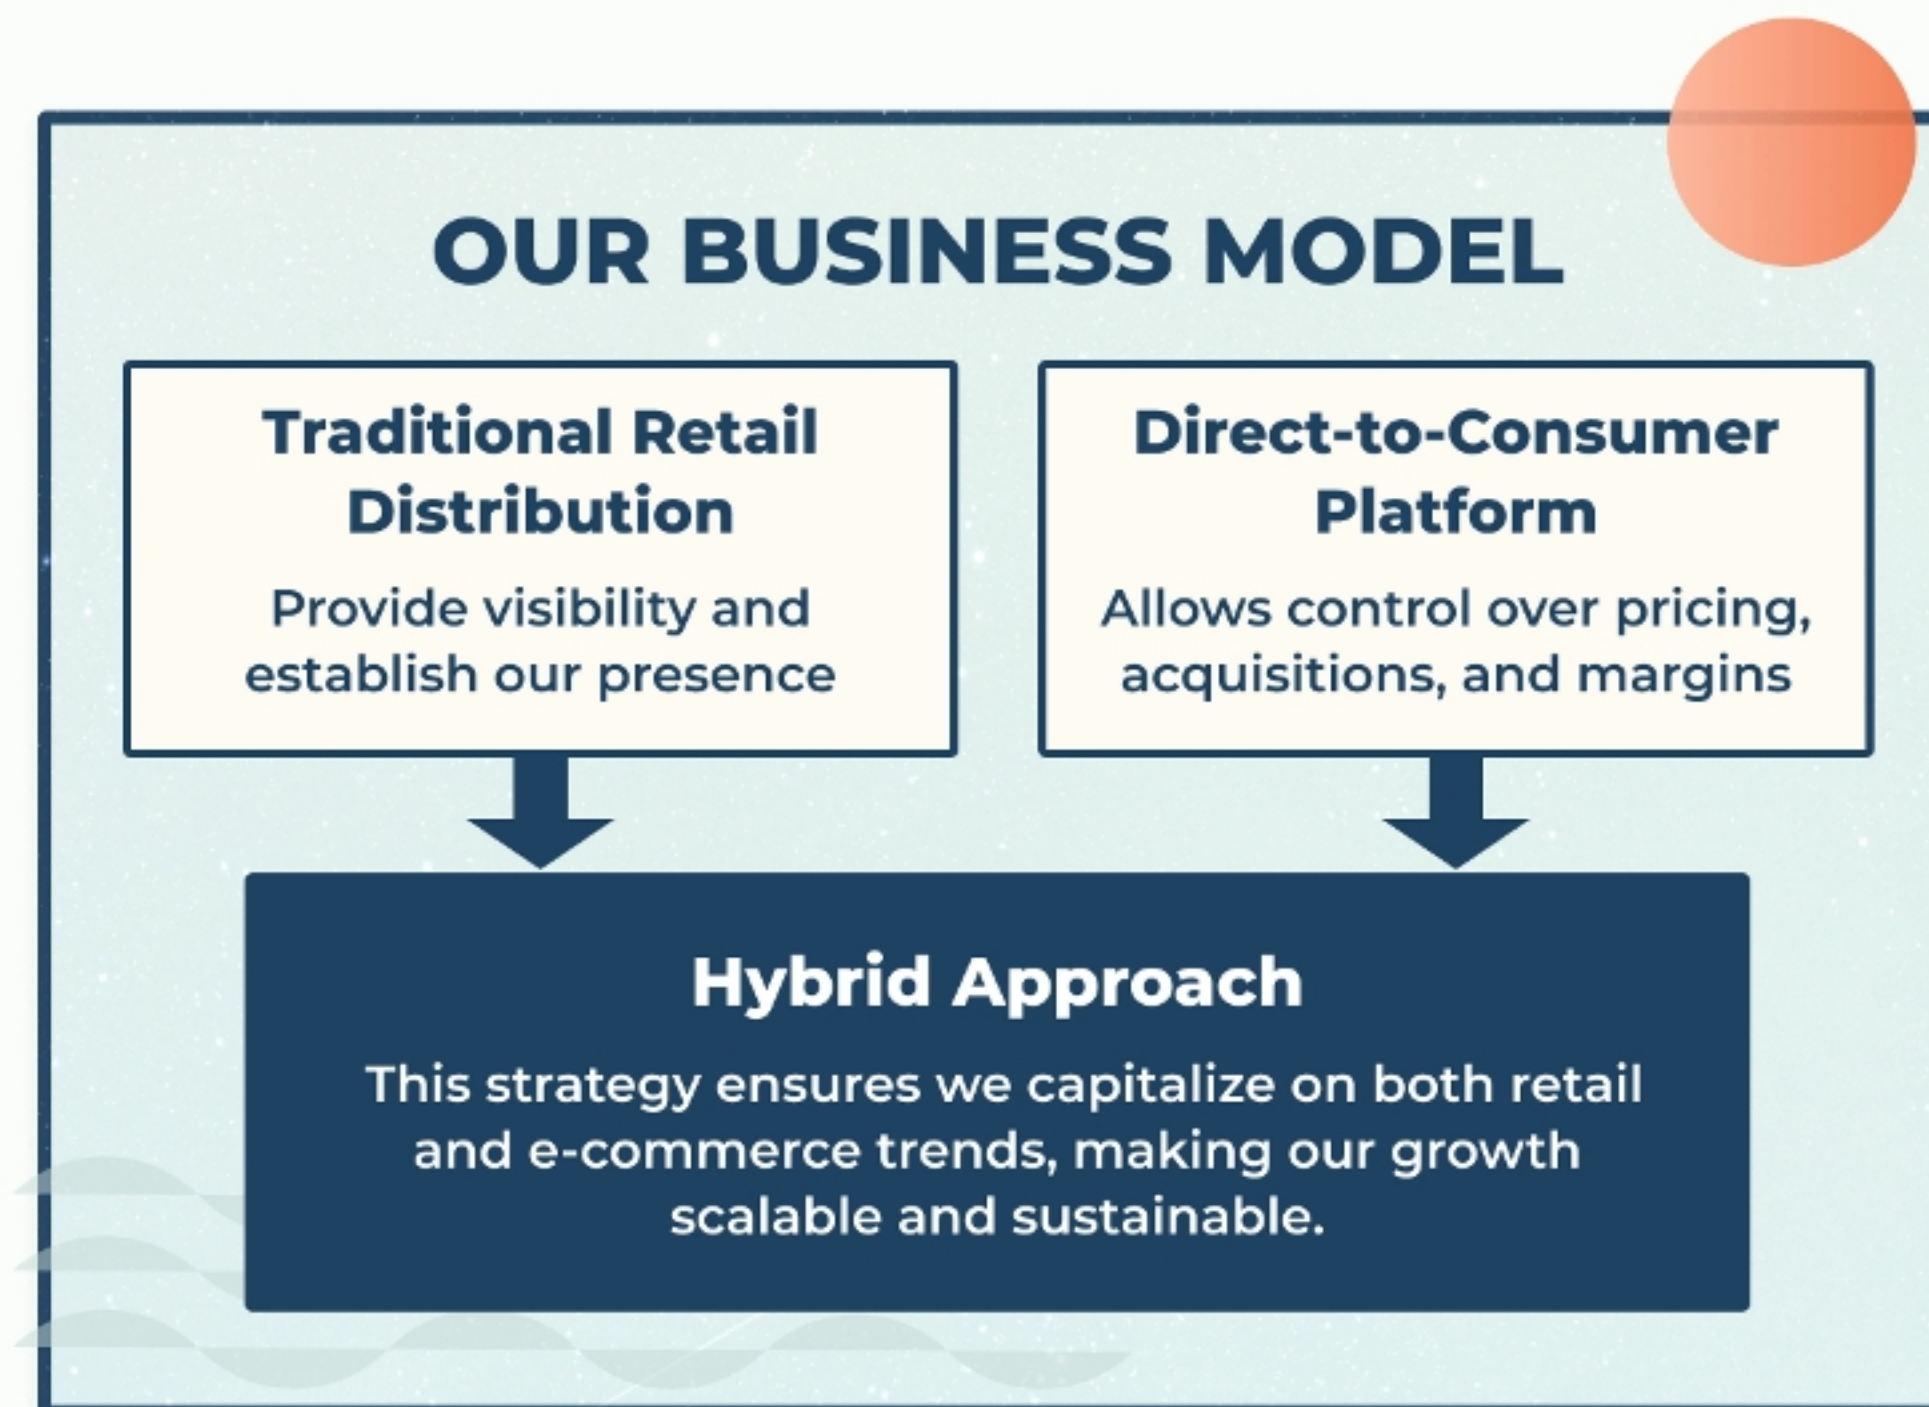 OUR BUSINESS MODEL
Traditional Retail
Distribution
Provide visibility and
establish our presence
Direct-to-Consumer
Platform
Allows control over pricing,
acquisitions, and margins
Hybrid Approach
This strategy ensures we capitalize on both retail
and e-commerce trends, making our growth
scalable and sustainable.